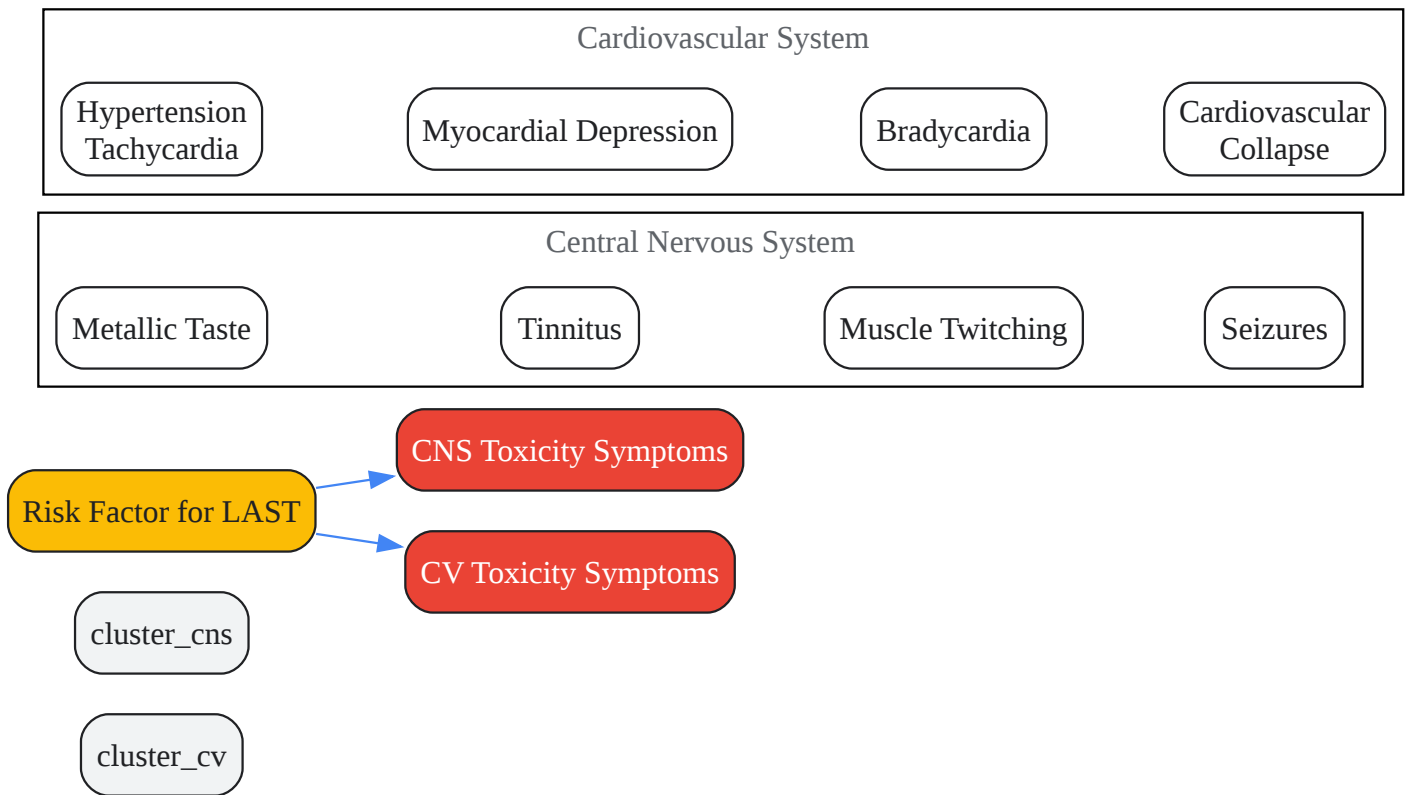 Cardiovascular System
Hypertension
Tachycardia
Myocardial Depression
Bradycardia
Cardiovascular
Collapse
Central Nervous System
Metallic Taste
Tinnitus
Muscle Twitching
Seizures
CNS Toxicity Symptoms
Risk Factor for LAST
CV Toxicity Symptoms
cluster_cns
cluster_cv